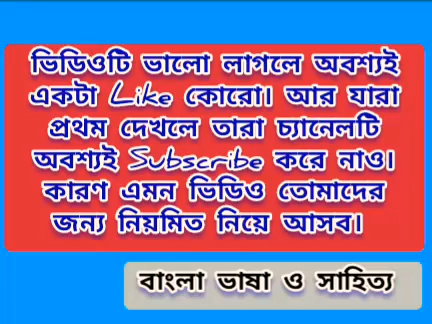 ভিডিওটি ভালো লাগলে অবশ্যই
একটা Like কোরো। আর যারা
প্রথম দেখলে তারা চ্যানেলটি
অবশ্যই Subscribe করে নাও।
কারণ এমন ভিডিও তোমাদের
জন্য নিয়মিত নিয়ে আসব।
বাংলা ভাষা ও সাহিত্য